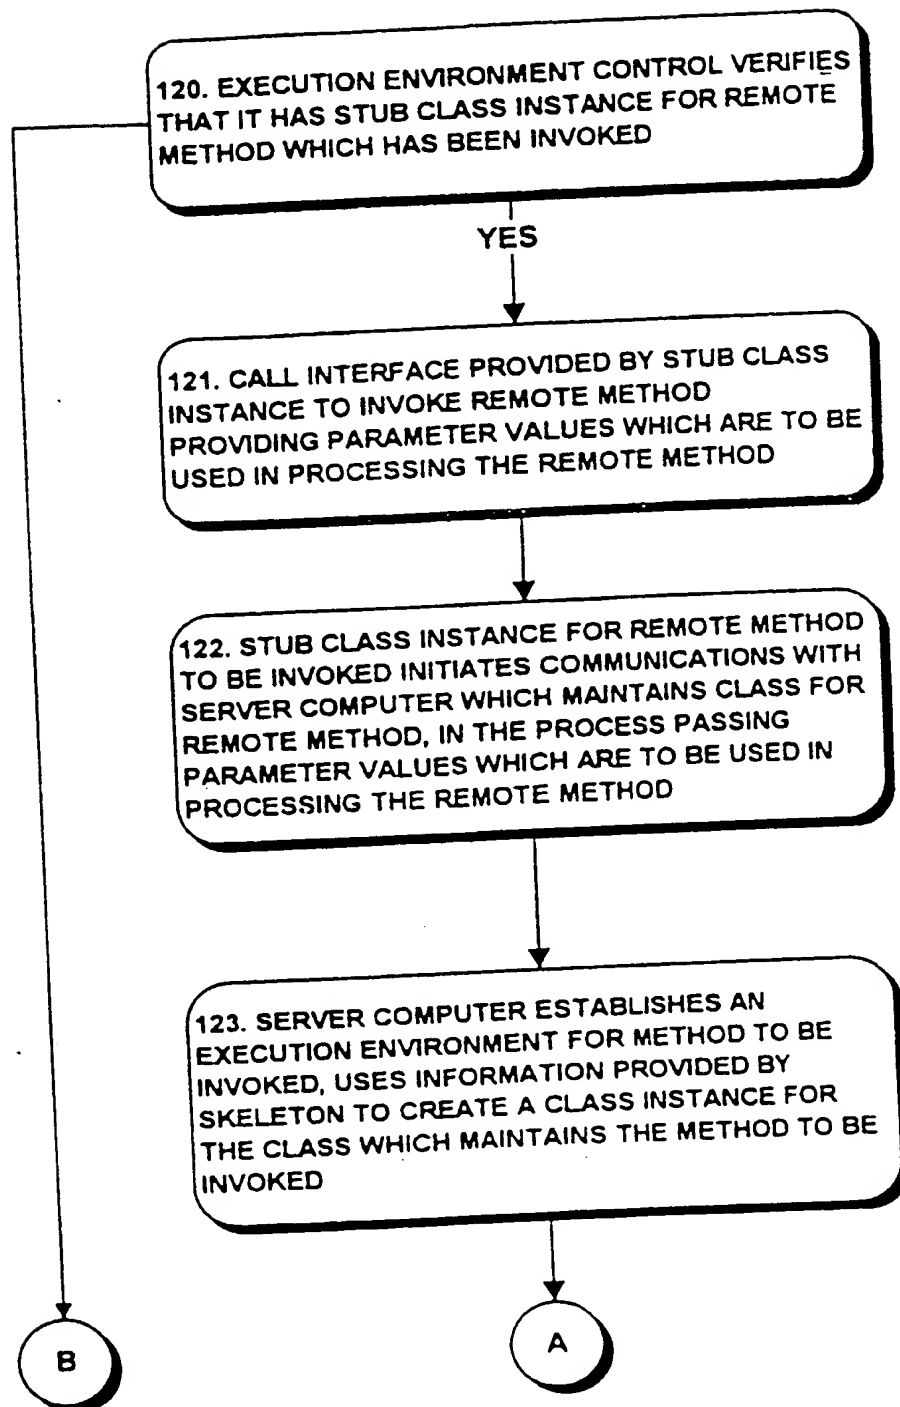 120. EXECUTION ENVIRONMENT CONTROL VERIFIES
THAT IT HAS STUB CLASS INSTANCE FOR REMOTE
METHOD WHICH HAS BEEN INVOKED
YES
121. CALL INTERFACE PROVIDED BY STUB CLASS
INSTANCE TO INVOKE REMOTE METHOD
PROVIDING PARAMETER VALUES WHICH ARE TO BE
USED IN PROCESSING THE REMOTE METHOD
122. STUB CLASS INSTANCE FOR REMOTE METHOD
TO BE INVOKED INITIATES COMMUNICATIONS WITH
SERVER COMPUTER WHICH MAINTAINS CLASS FOR
REMOTE METHOD, IN THE PROCESS PASSING
PARAMETER VALUES WHICH ARE TO BE USED IN
PROCESSING THE REMOTE METHOD
123. SERVER COMPUTER ESTABLISHES AN
EXECUTION ENVIRONMENT FOR METHOD TO BE
INVOKED, USES INFORMATION PROVIDED BY
SKELETON TO CREATE A CLASS INSTANCE FOR
THE CLASS WHICH MAINTAINS THE METHOD TO BE
INVOKED
B
A